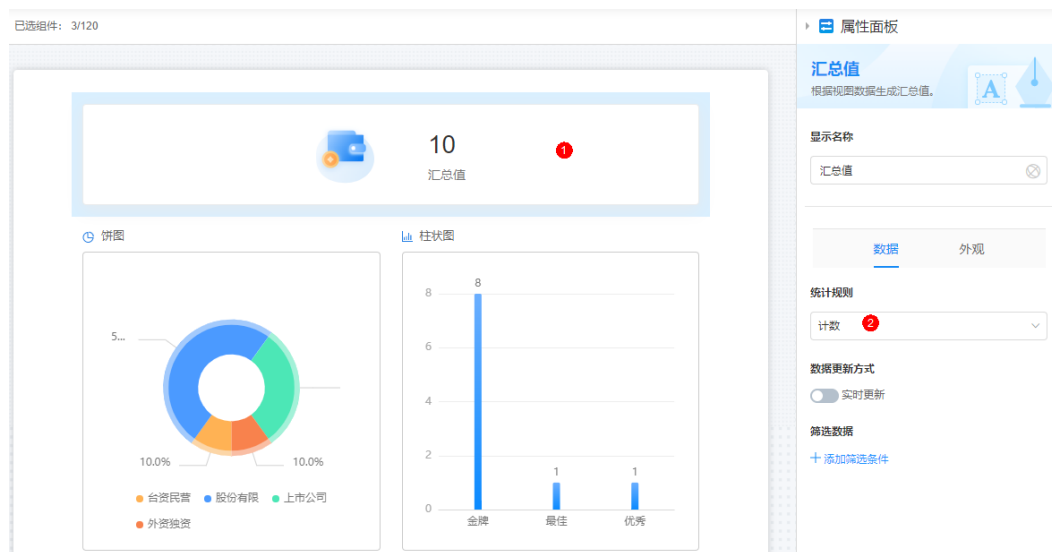 已选组件: 3/120
属性面板
汇总值
根据视图数据生成汇总值。
A
显示名称
汇总值
10
汇总值
1
饼图
柱状图
数据 外观
统计规则
计数
2
数据更新方式
实时更新
筛选数据
+ 添加筛选条件
5...
10.0%
10.0%
台资民营 股份有限 上市公司
外资独资
8
8
6
4
2
0
1
1
金牌 最佳 优秀